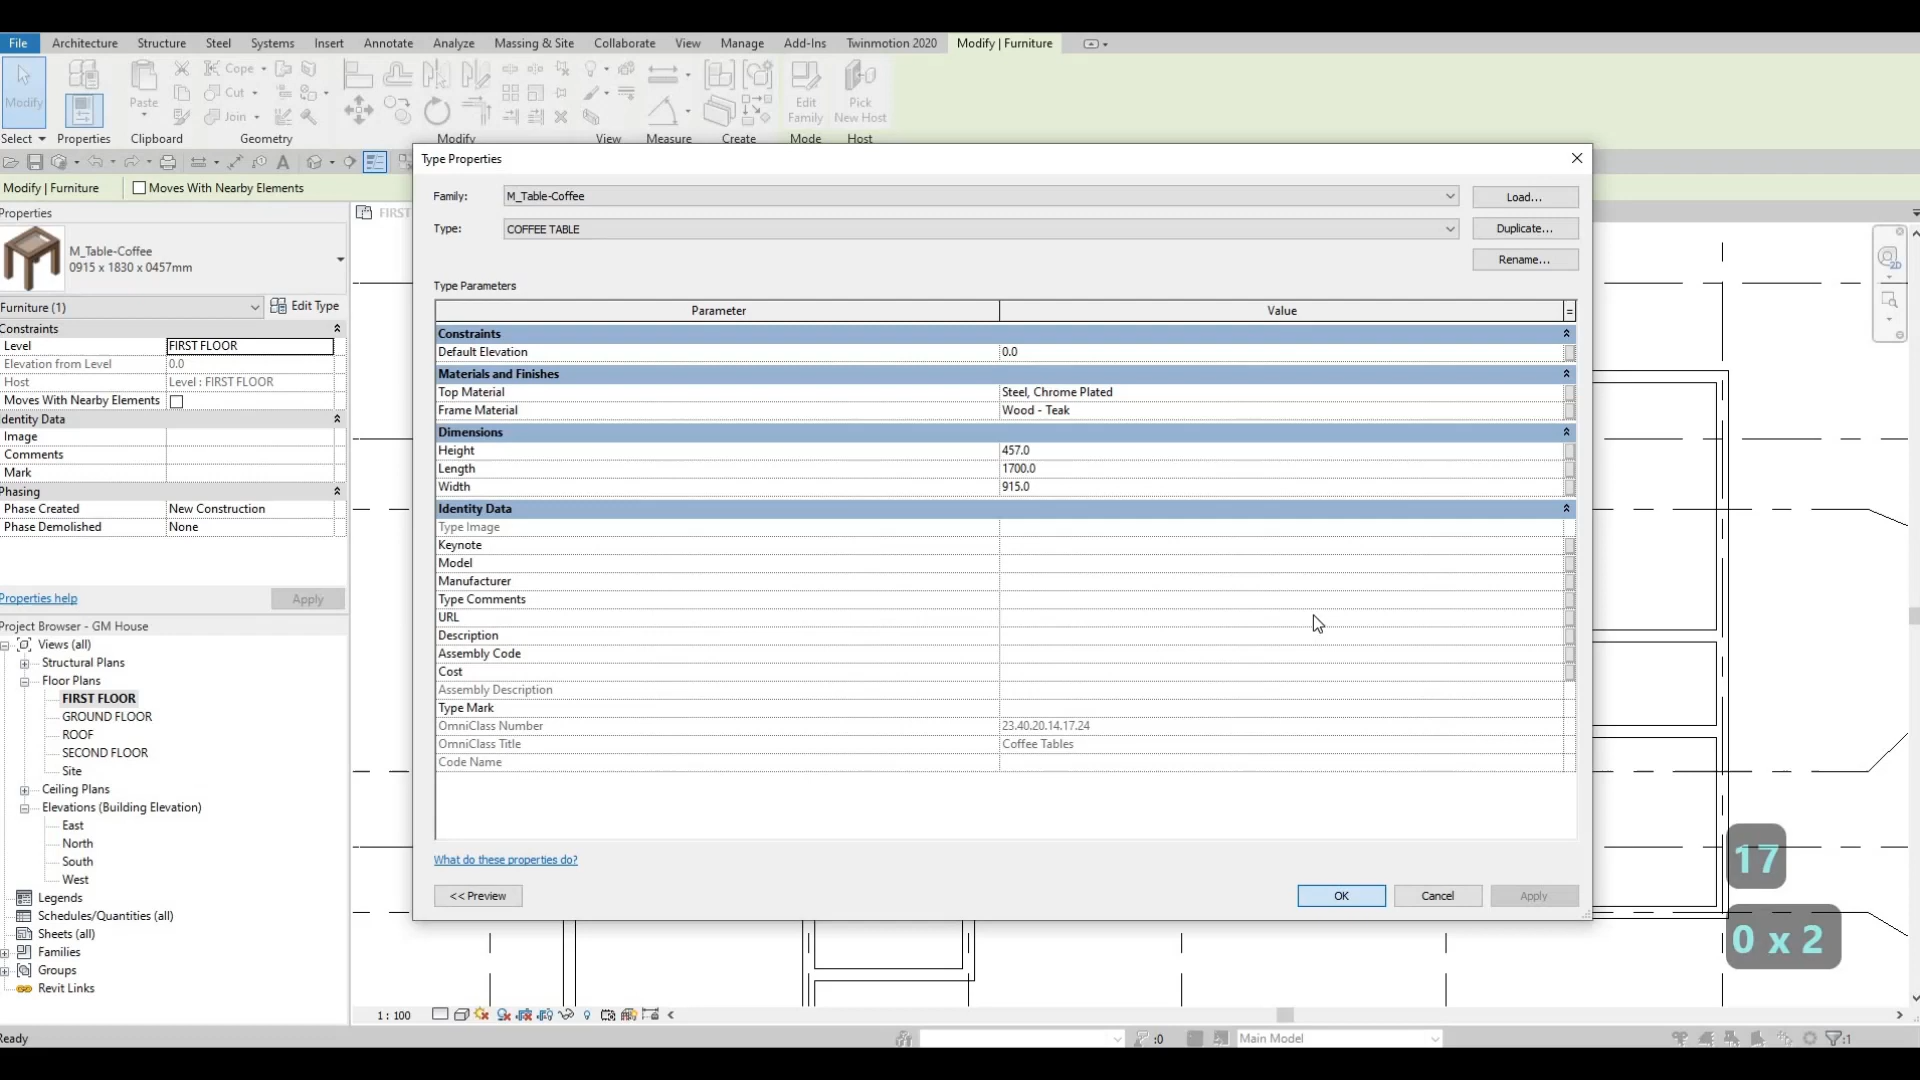 File Architecture Structure Steel Systems Insert Annotate Analyze Massing & Site Collaborate View Manage Add-Ins Twinmotion 2020 Modify | Furniture
Modify
Paste
Cope
Cut
Join
Edit Family
Pick New Host
Select Properties Clipboard Geometry Modify View Measure Create Mode Host
Modify | Furniture Moves With Nearby Elements
Properties
M_Table-Coffee
0915 x 1830 x 0457mm
Furniture (1) Edit Type
Constraints
Level FIRST FLOOR
Elevation from Level 0.0
Host Level : FIRST FLOOR
Moves With Nearby Elements
dentity Data
Image
Comments
Mark
Phasing
Phase Created New Construction
Phase Demolished None
Properties help Apply
Project Browser - GM House
Views (all)
Structural Plans
Floor Plans
FIRST FLOOR
GROUND FLOOR
ROOF
SECOND FLOOR
Site
Ceiling Plans
Elevations (Building Elevation)
East
North
South
West
Legends
Schedules/Quantities (all)
Sheets (all)
Families
Groups
Revit Links
FIRST
Type Properties
Family: M_Table-Coffee Load...
Type: COFFEE TABLE Duplicate...
Rename...
Type Parameters
Parameter Value =
Constraints
Default Elevation 0.0
Materials and Finishes
Top Material Steel, Chrome Plated
Frame Material Wood - Teak
Dimensions
Height 457.0
Length 1700.0
Width 915.0
Identity Data
Type Image
Keynote
Model
Manufacturer
Type Comments
URL
Description
Assembly Code
Cost
Assembly Description
Type Mark
OmniClass Number 23.40.20.14.17.24
OmniClass Title Coffee Tables
Code Name
What do these properties do?
<< Preview OK Cancel Apply
2D
17
0 x 2
1 : 100
Ready :0 Main Model :1